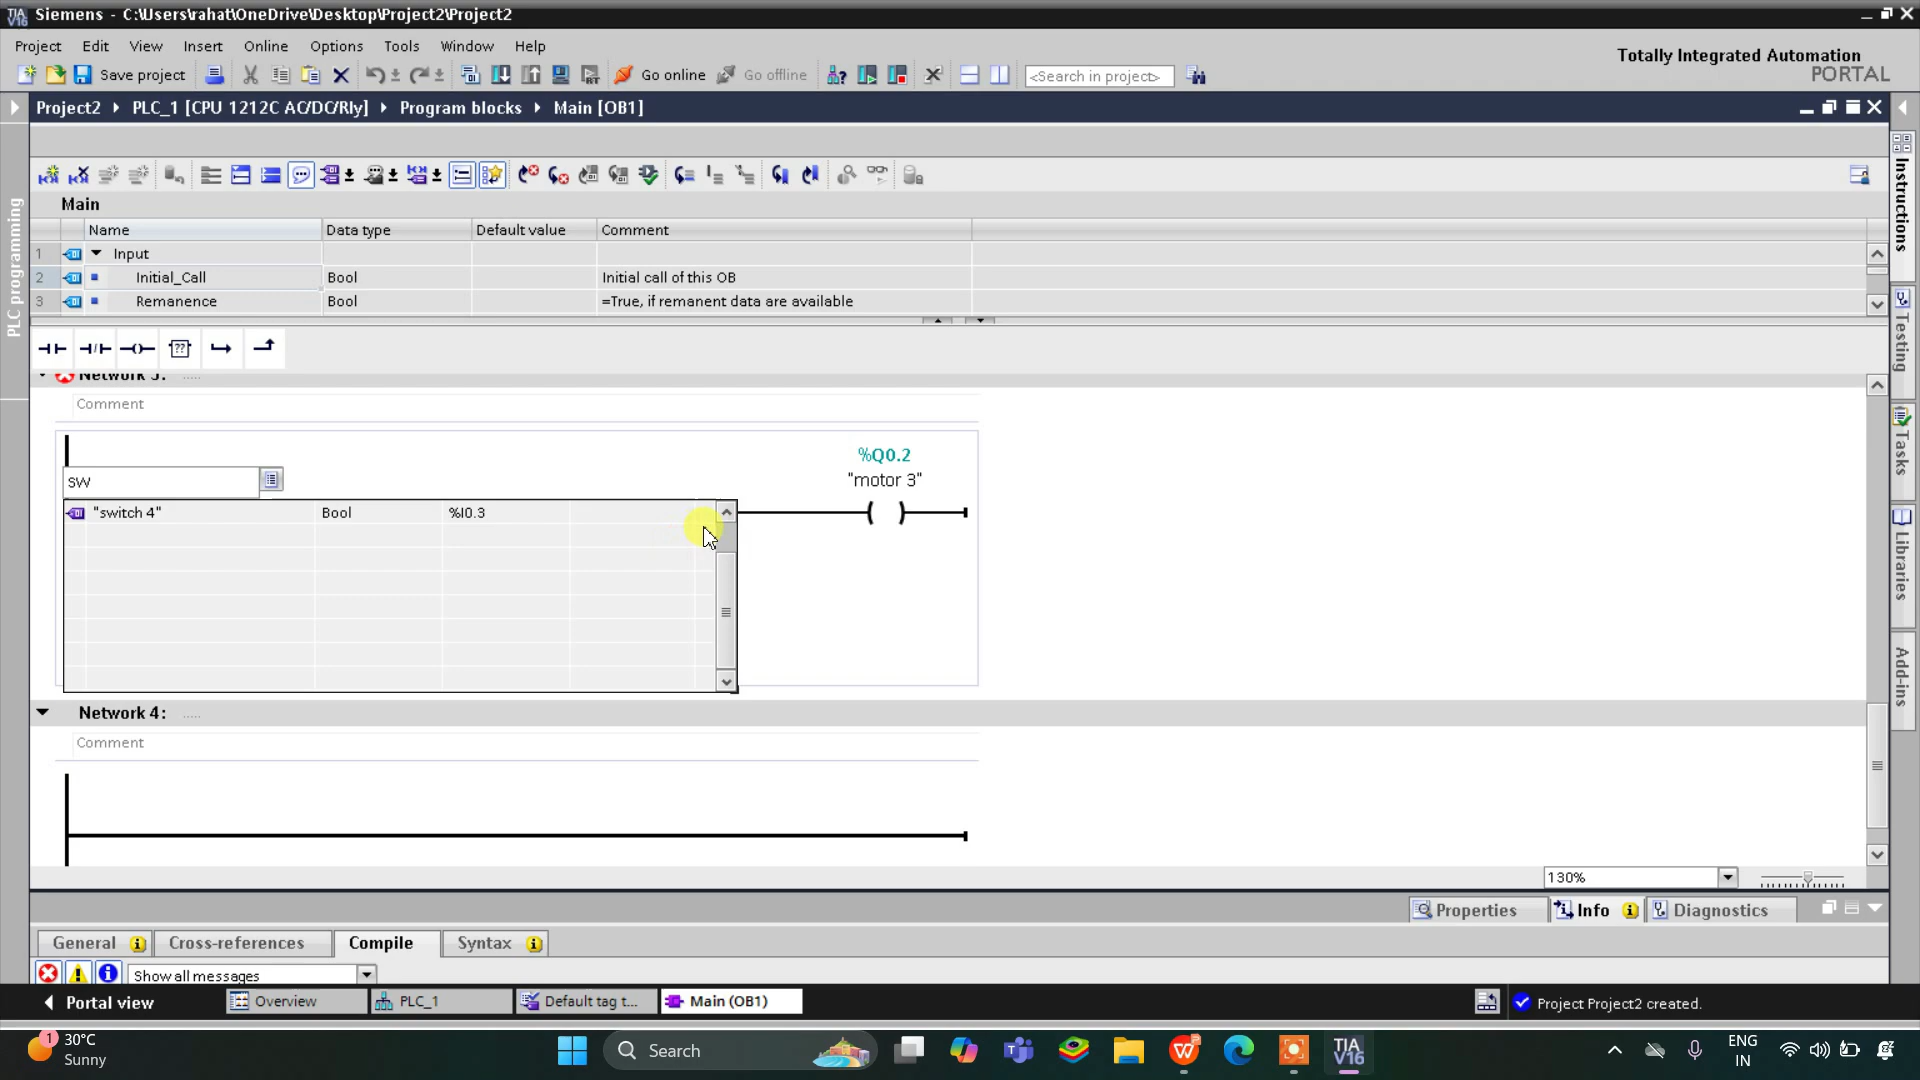 Siemens - C:\Users\rahat\OneDrive\Desktop\Project2\Project2
Project Edit View Insert Online Options Tools Window Help
Totally Integrated Automation
PORTAL
Save project
Go online
Go offline
<Search in project>
Project2 PLC_1 [CPU 1212C AC/DC/Rly] Program blocks Main [OB1]
Main
Name Data type Default value Comment
1 Input
2 Initial_Call Bool Initial call of this OB
3 Remanence Bool =True, if remanent data are available
??
Comment
%Q0.2
"motor 3"
sw
"switch 4" Bool %I0.3
Network 4: .....
Comment
130%
Properties Info Diagnostics
General Cross-references Compile Syntax
Show all messages
Portal view Overview PLC_1 Default tag t... Main (OB1) Project Project2 created.
PLC programming
Instructions
Testing
Tasks
Libraries
Add-ins
1
30°C
Sunny
Search
TIA
V16
ENG
IN